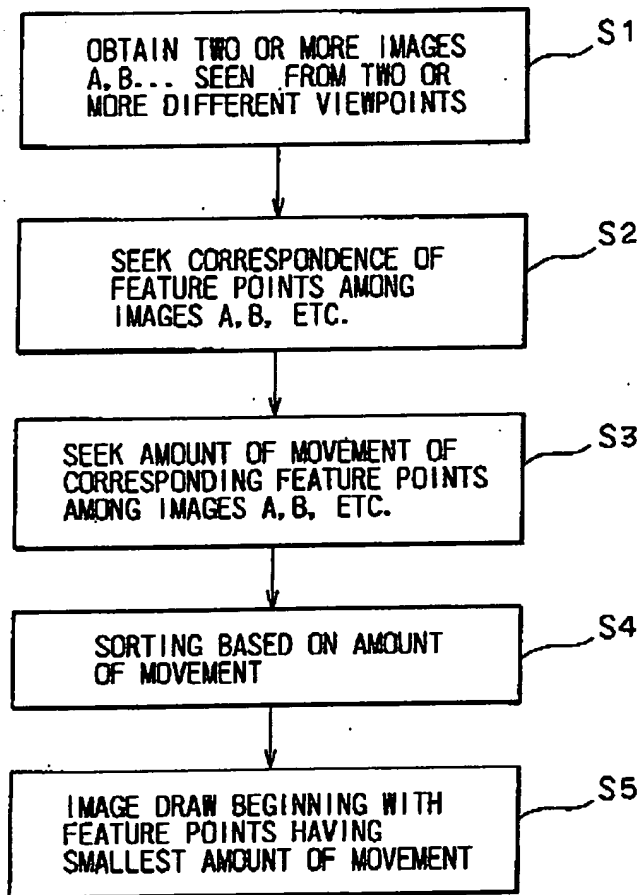 OBTAIN TWO OR MORE IMAGES
A,B... SEEN FROM TWO OR
MORE DIFFERENT VIEWPOINTS
S1
SEEK CORRESPONDENCE OF
FEATURE POINTS AMONG
IMAGES A,B, ETC.
S2
SEEK AMOUNT OF MOVEMENT OF
CORRESPONDING FEATURE POINTS
AMONG IMAGES A,B, ETC.
S3
SORTING BASED ON AMOUNT
OF MOVEMENT
S4
IMAGE DRAW BEGINNING WITH
FEATURE POINTS HAVING
SMALLEST AMOUNT OF MOVEMENT
S5